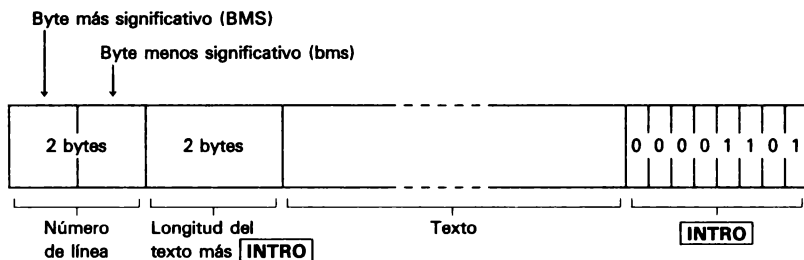 Byte más significativo (BMS)
Byte menos significativo (bms)
2 bytes
2 bytes
0 0 0 0 1 1 0 1
Número de línea
Longitud del texto más INTRO
Texto
INTRO